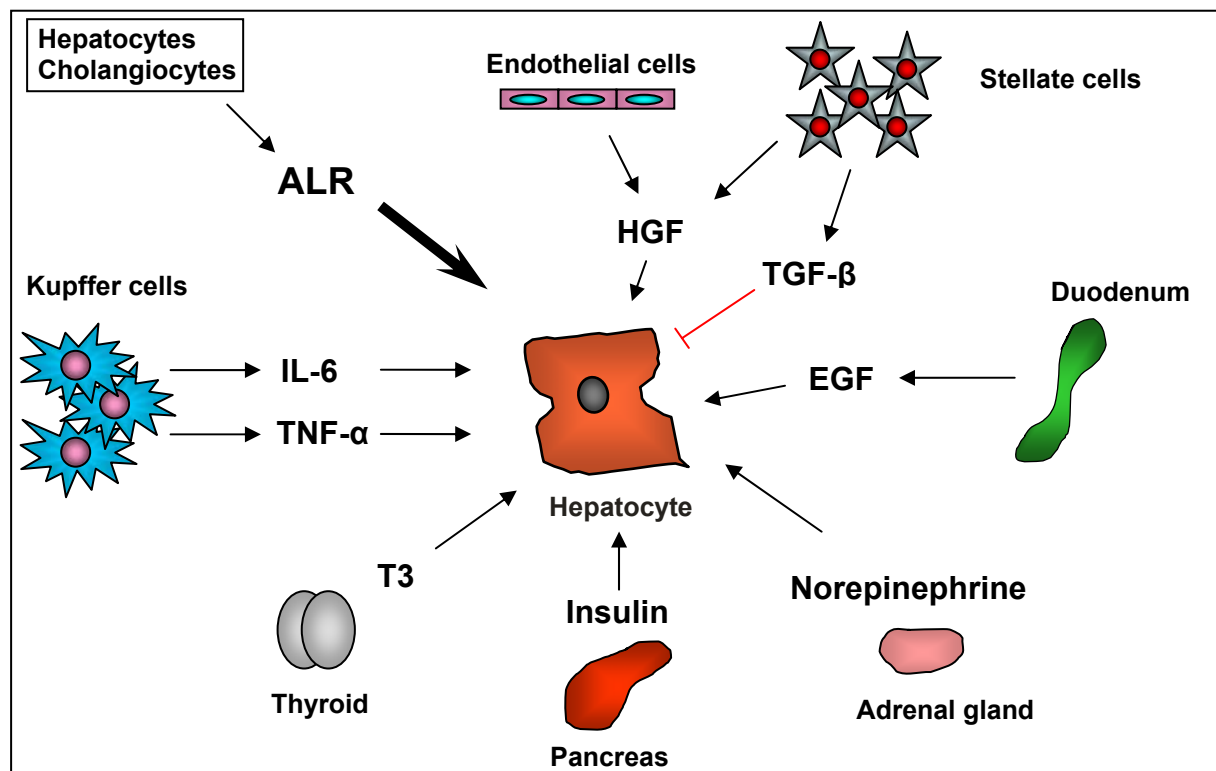 Hepatocytes
Cholangiocytes
Endothelial cells
Stellate cells
ALR
HGF
TGF-β
Kupffer cells
Duodenum
IL-6
EGF
TNF-α
Hepatocyte
T3
Insulin
Norepinephrine
Thyroid
Adrenal gland
Pancreas